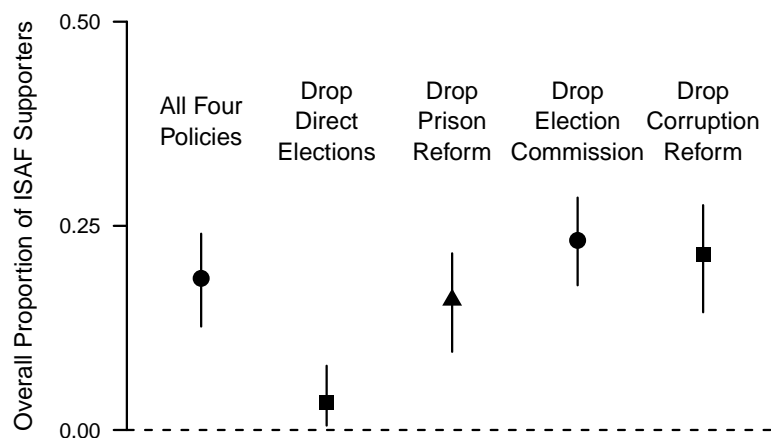 Overall Proportion of ISAF Supporters
0.50
0.25
0.00
All Four
Policies
Drop
Direct
Elections
Drop
Prison
Reform
Drop
Election
Commission
Drop
Corruption
Reform